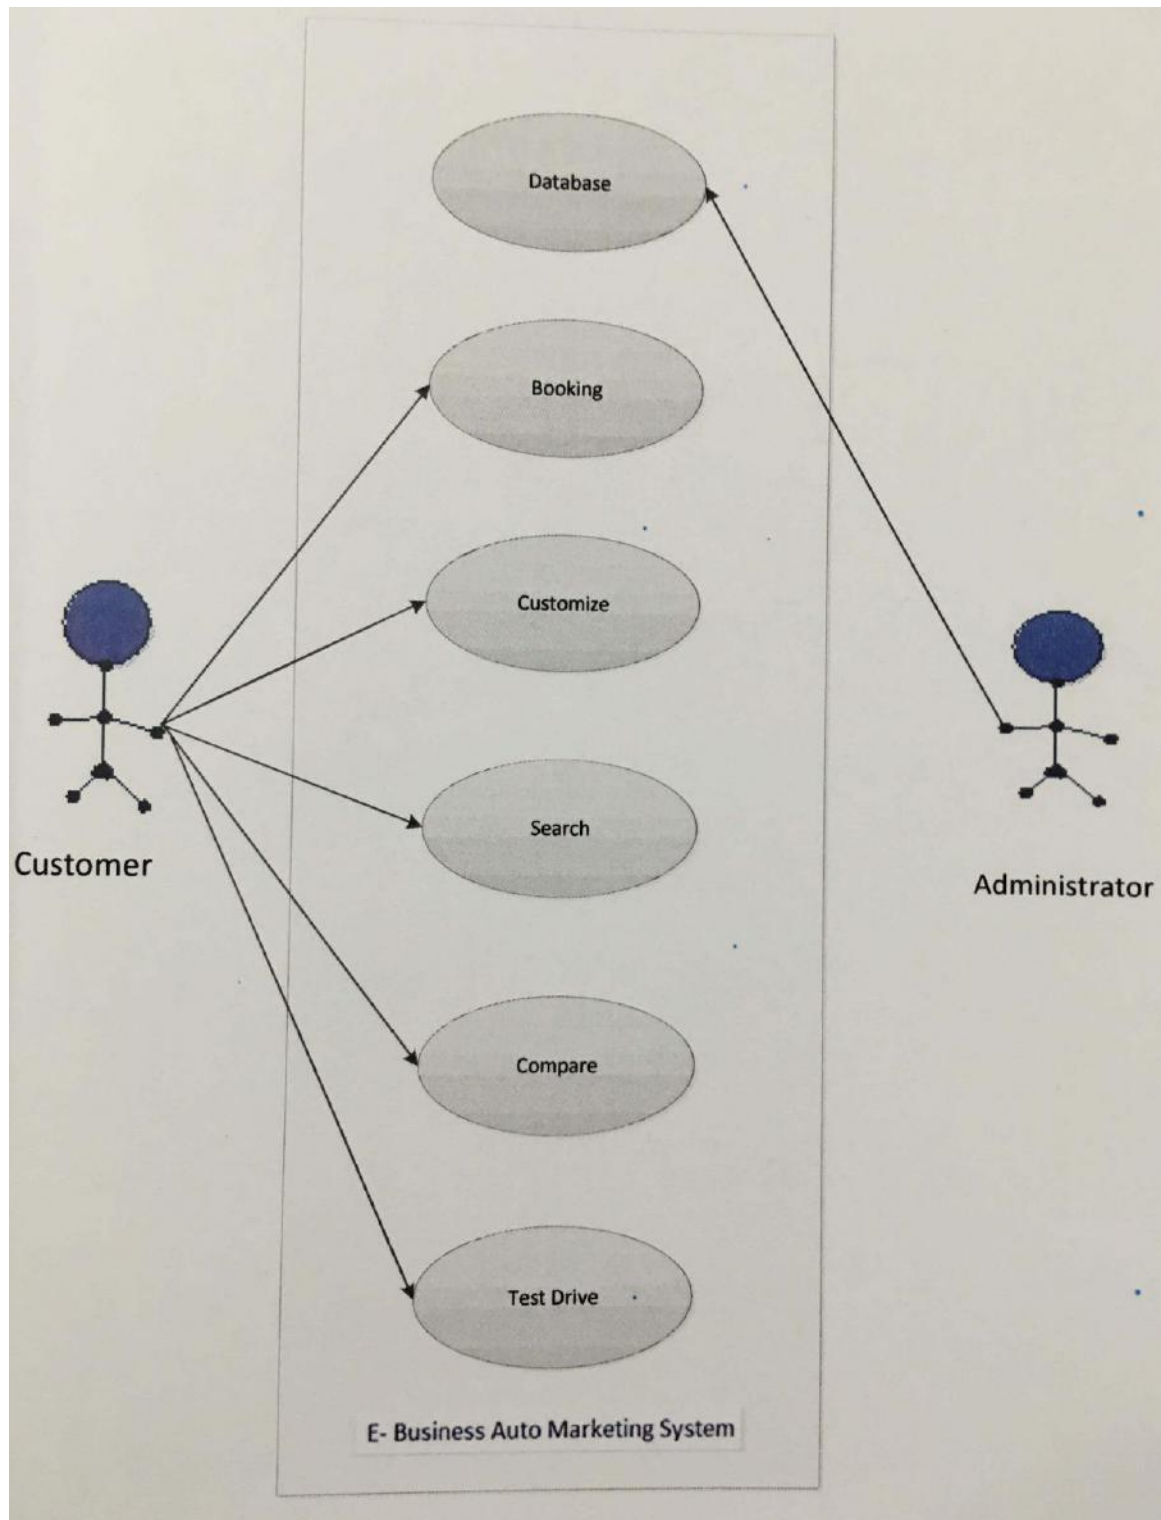 Database
Booking
Customize
Search
Customer
Administrator
Compare
Test Drive
E- Business Auto Marketing System